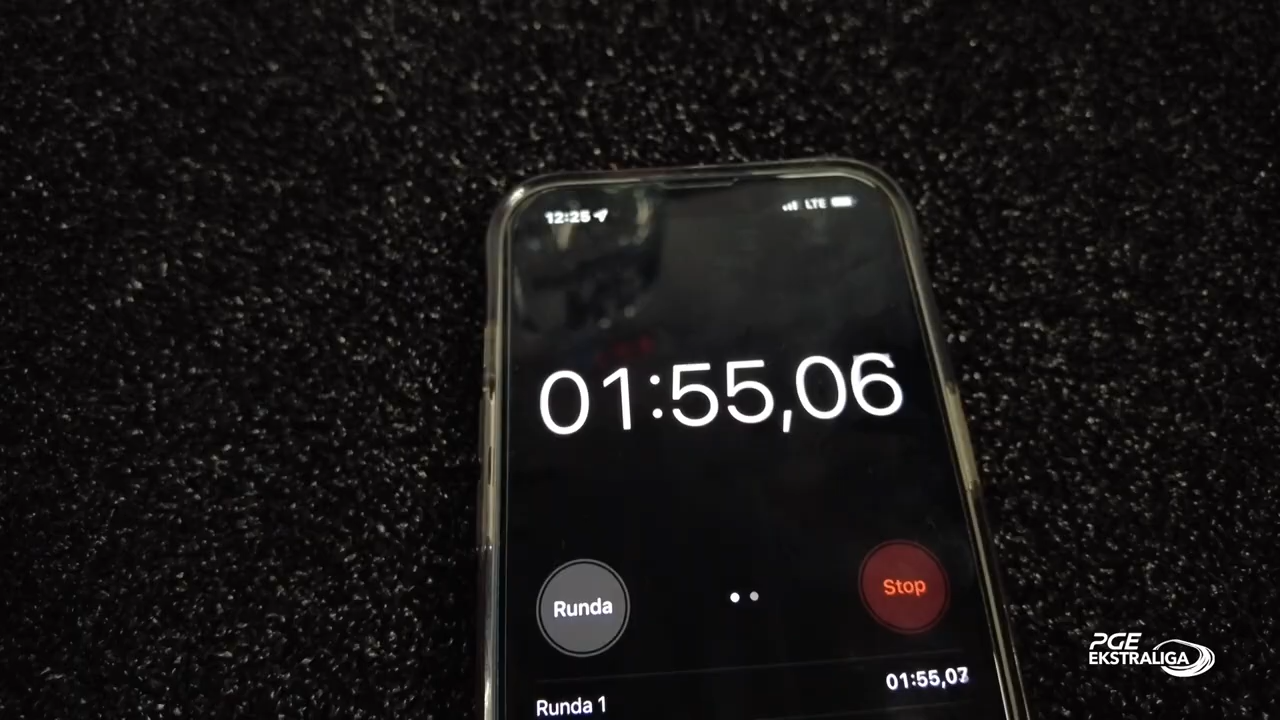 12:25
LTE
01:55,06
Runda
Stop
Runda 1
01:55,07
PGE
EKSTRALIGA